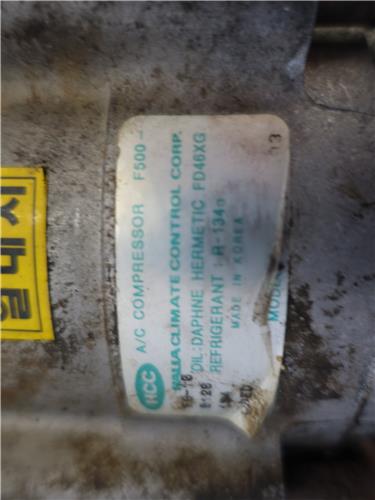 HCC
A/C COMPRESSOR F500-
HALLA CLIMATE CONTROL CORP.
OIL:DAPHNE HERMETIC FD46XG
REFRIGERANT : R-134a
MADE IN KOREA